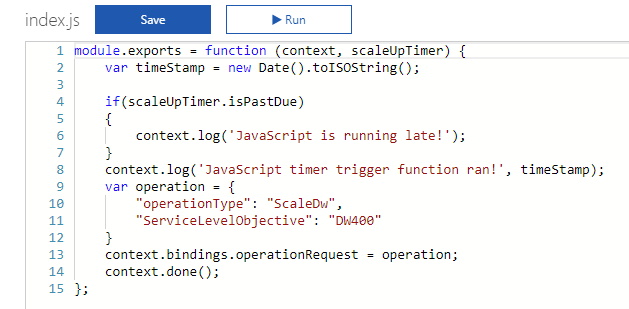 index.js Save Run
1 module.exports = function (context, scaleUpTimer) {
2 var timeStamp = new Date().toISOString();
3
4 if(scaleUpTimer.isPastDue)
5 {
6 context.log('JavaScript is running late!');
7 }
8 context.log('JavaScript timer trigger function ran!', timeStamp);
9 var operation = {
10 "operationType": "ScaleDw",
11 "ServiceLevelObjective": "DW400"
12 }
13 context.bindings.operationRequest = operation;
14 context.done();
15 };